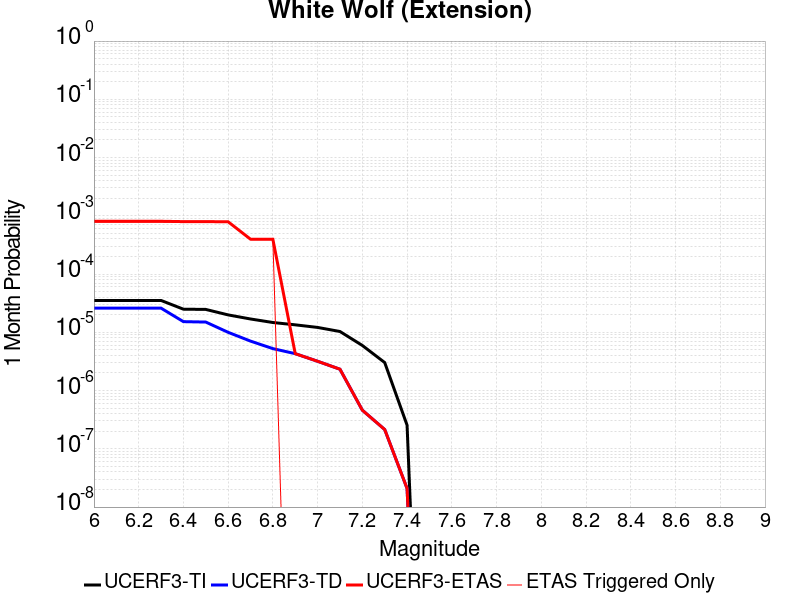 White Wolf (Extension)
1 Month Probability
10^0
10^-1
10^-2
10^-3
10^-4
10^-5
10^-6
10^-7
10^-8
6 6.2 6.4 6.6 6.8 7 7.2 7.4 7.6 7.8 8 8.2 8.4 8.6 8.8 9
Magnitude
UCERF3-TI UCERF3-TD UCERF3-ETAS ETAS Triggered Only